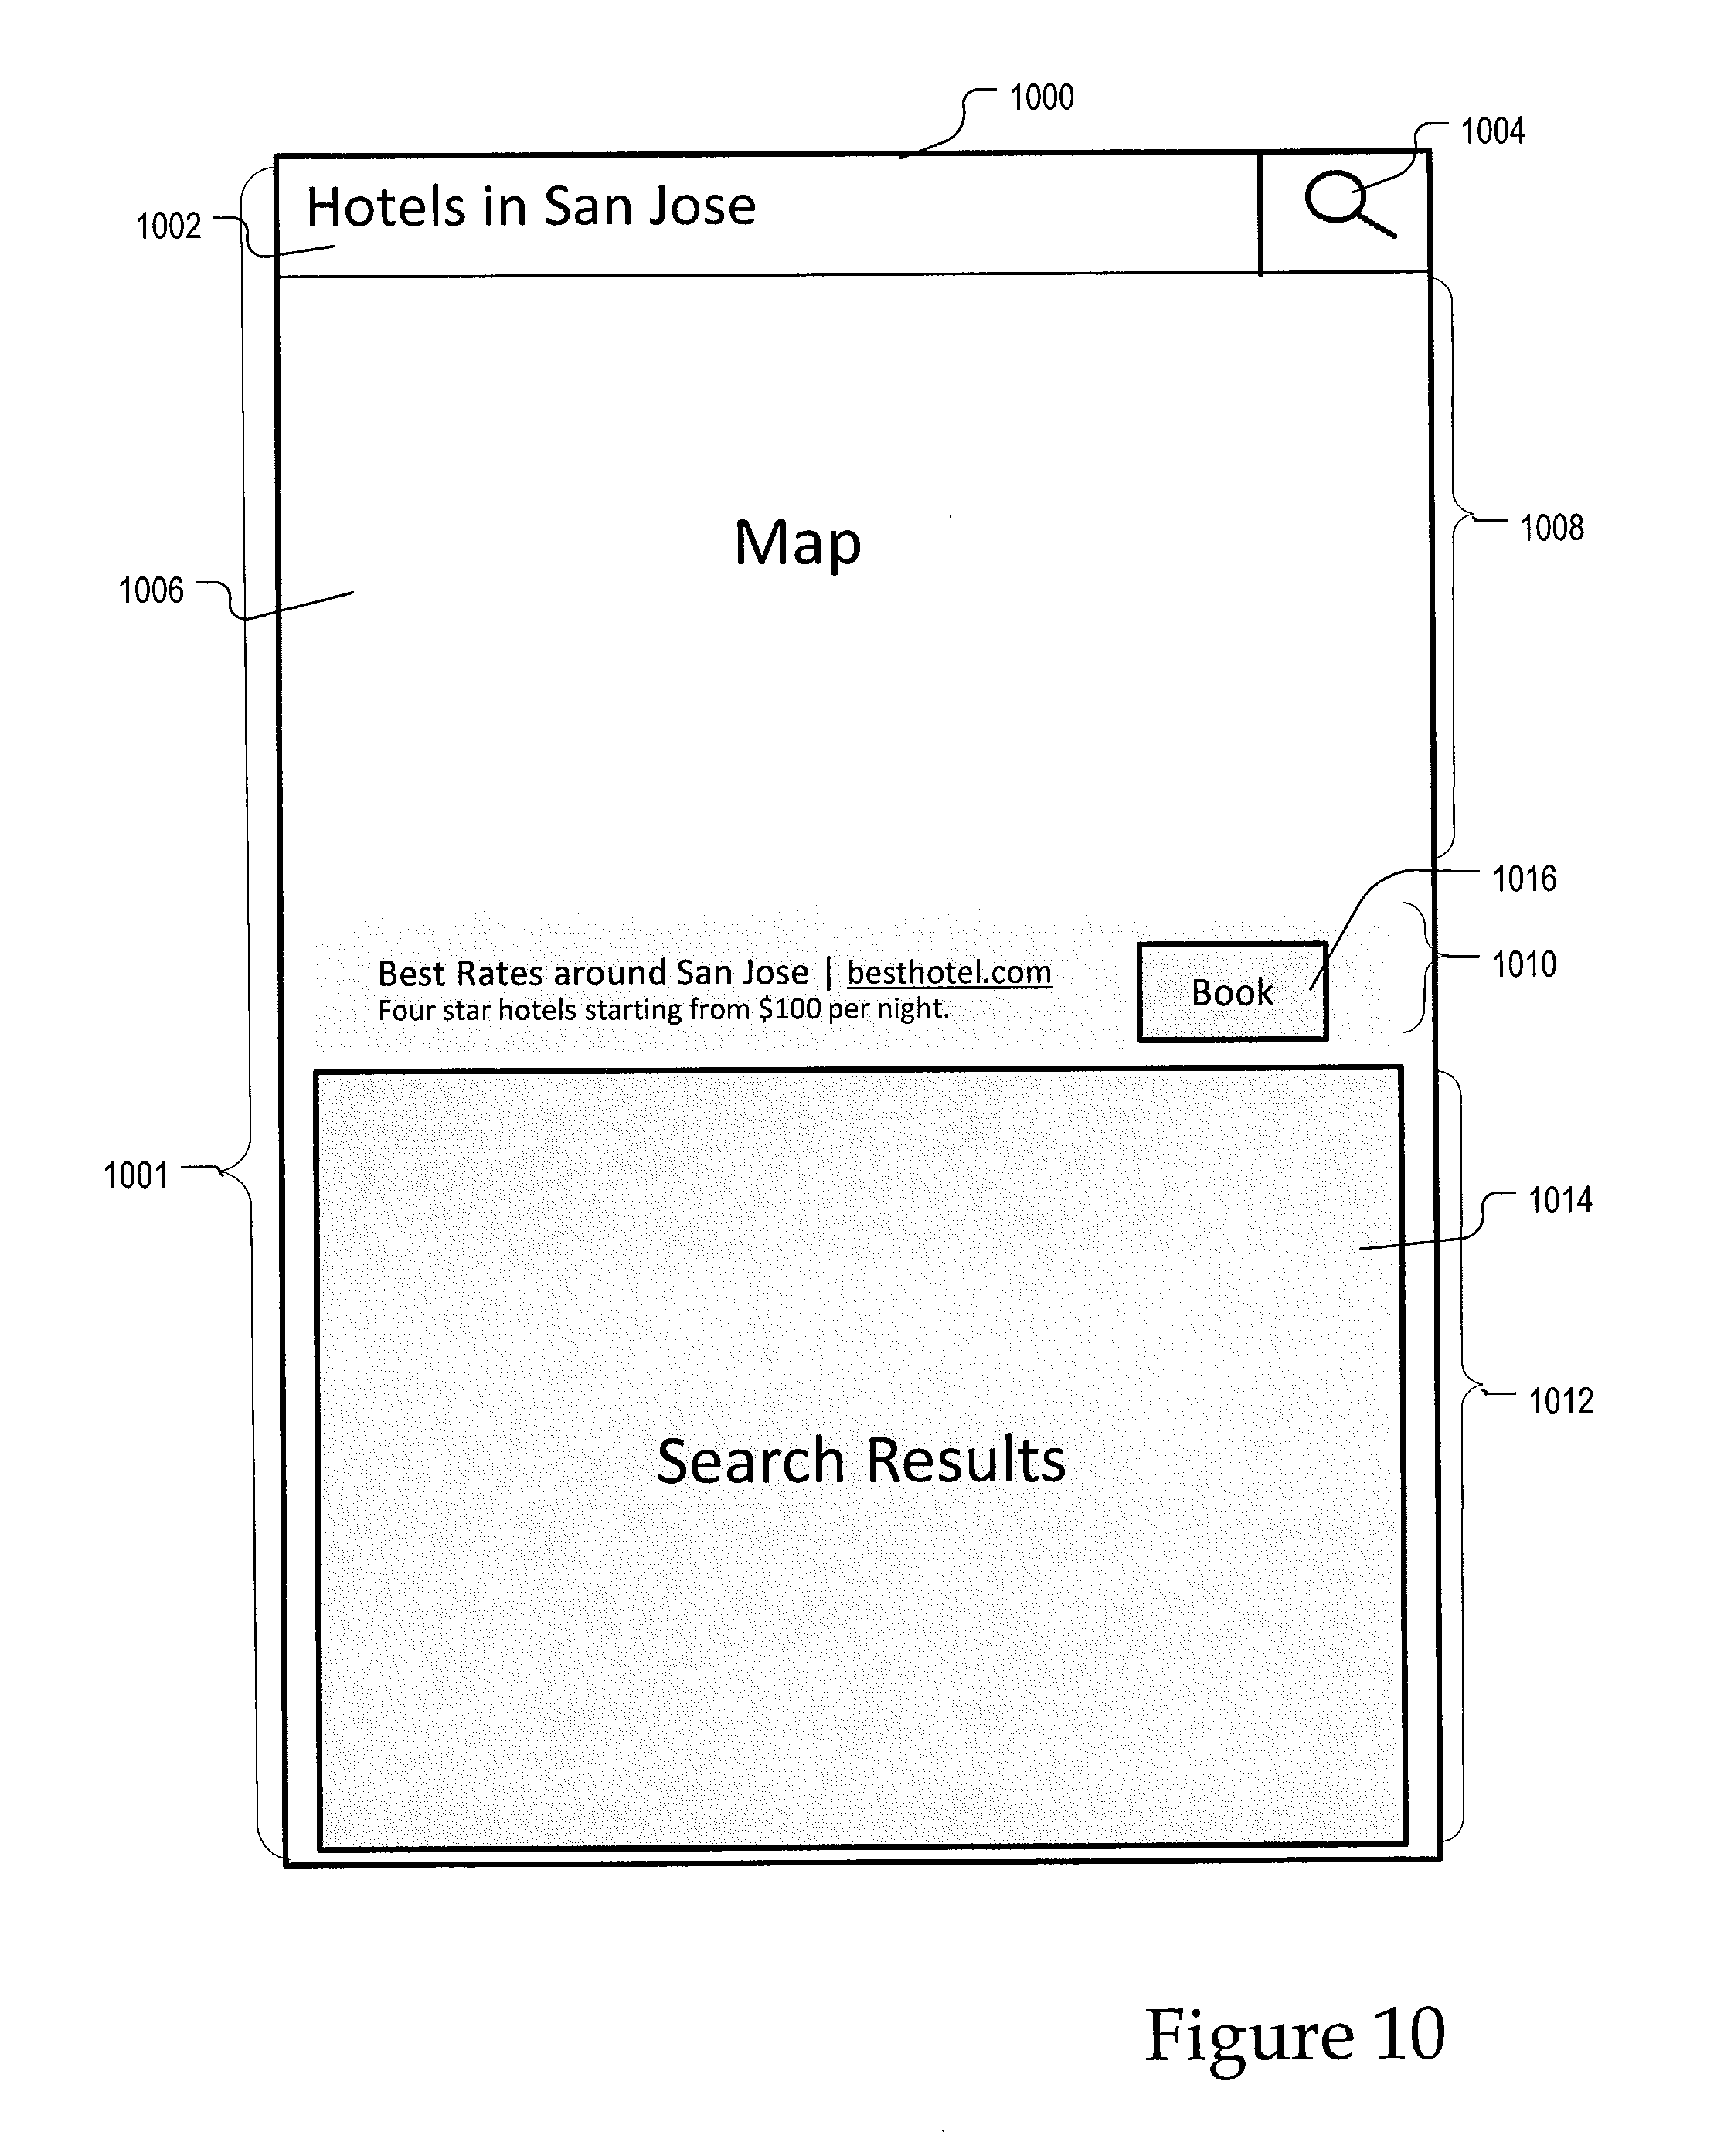 1000
1004
Hotels in San Jose
1002
Map
1008
1006
1016
Best Rates around San Jose | besthotel.com
Book
1010
Four star hotels starting from $100 per night.
1001
1014
1012
Search Results
Figure 10